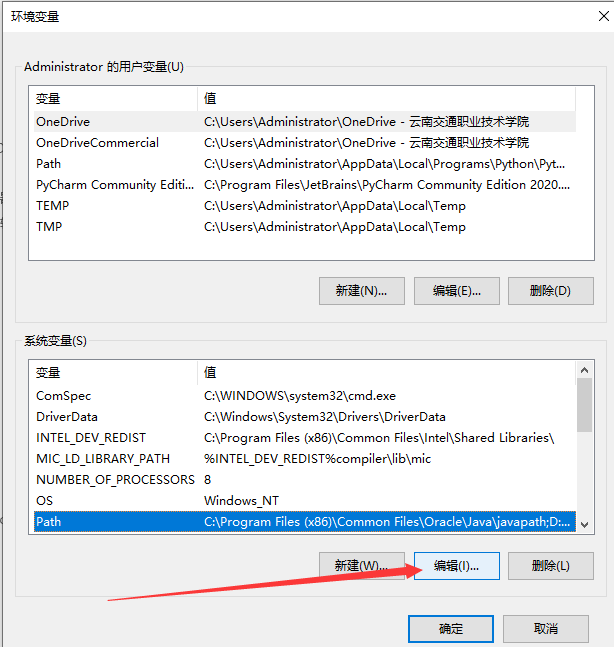 环境变量
Administrator 的用户变量(U)
变量 值
OneDrive C:\Users\Administrator\OneDrive - 云南交通职业技术学院
OneDriveCommercial C:\Users\Administrator\OneDrive - 云南交通职业技术学院
Path C:\Users\Administrator\AppData\Local\Programs\Python\Pyt...
PyCharm Community Editi... C:\Program Files\JetBrains\PyCharm Community Edition 2020....
TEMP C:\Users\Administrator\AppData\Local\Temp
TMP C:\Users\Administrator\AppData\Local\Temp
新建(N)... 编辑(E)... 删除(D)
系统变量(S)
变量 值
ComSpec C:\WINDOWS\system32\cmd.exe
DriverData C:\Windows\System32\Drivers\DriverData
INTEL_DEV_REDIST C:\Program Files (x86)\Common Files\Intel\Shared Libraries\
MIC_LD_LIBRARY_PATH %INTEL_DEV_REDIST%compiler\lib\mic
NUMBER_OF_PROCESSORS 8
OS Windows_NT
Path C:\Program Files (x86)\Common Files\Oracle\Java\javapath;D:...
新建(W)... 编辑(I)... 删除(L)
确定 取消